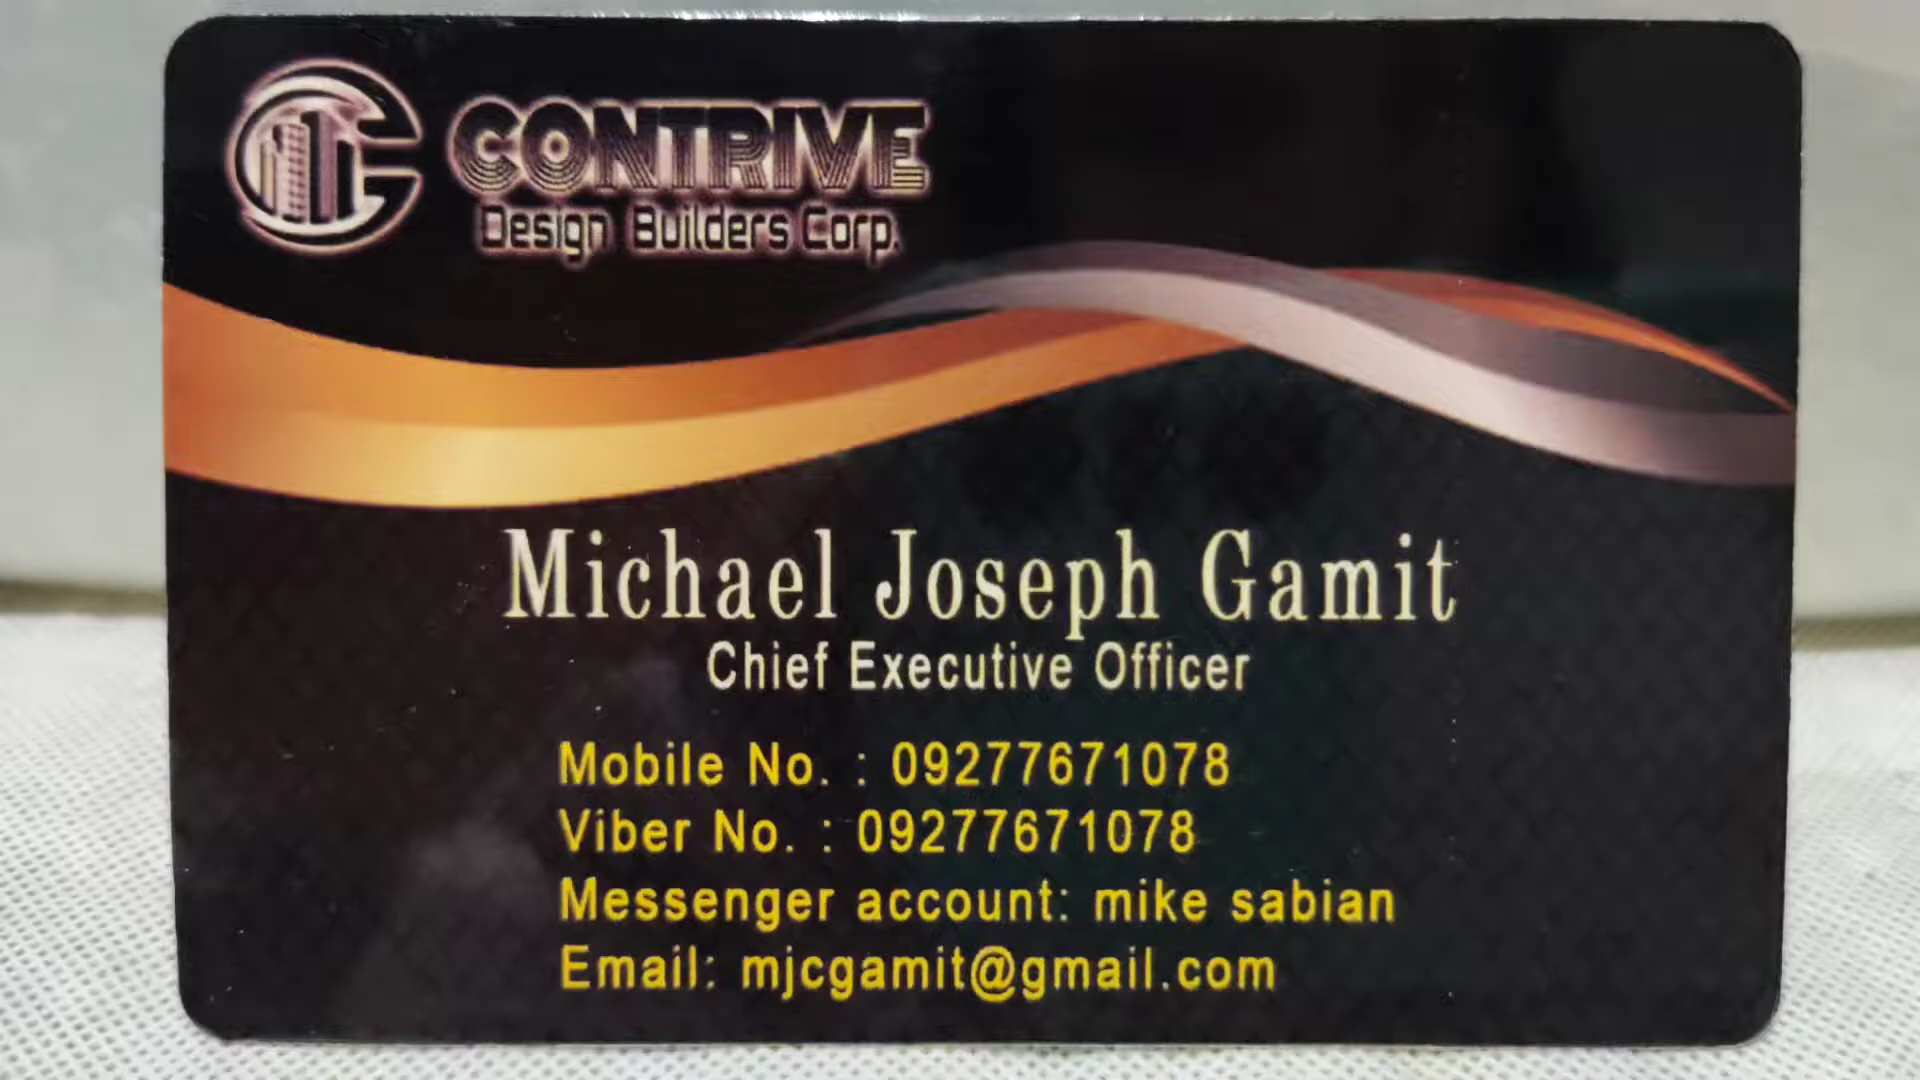 CONTRIVE
Design Builders Corp.
Michael Joseph Gamit
Chief Executive Officer
Mobile No. : 09277671078
Viber No. : 09277671078
Messenger account: mike sabian
Email: mjcgamit@gmail.com